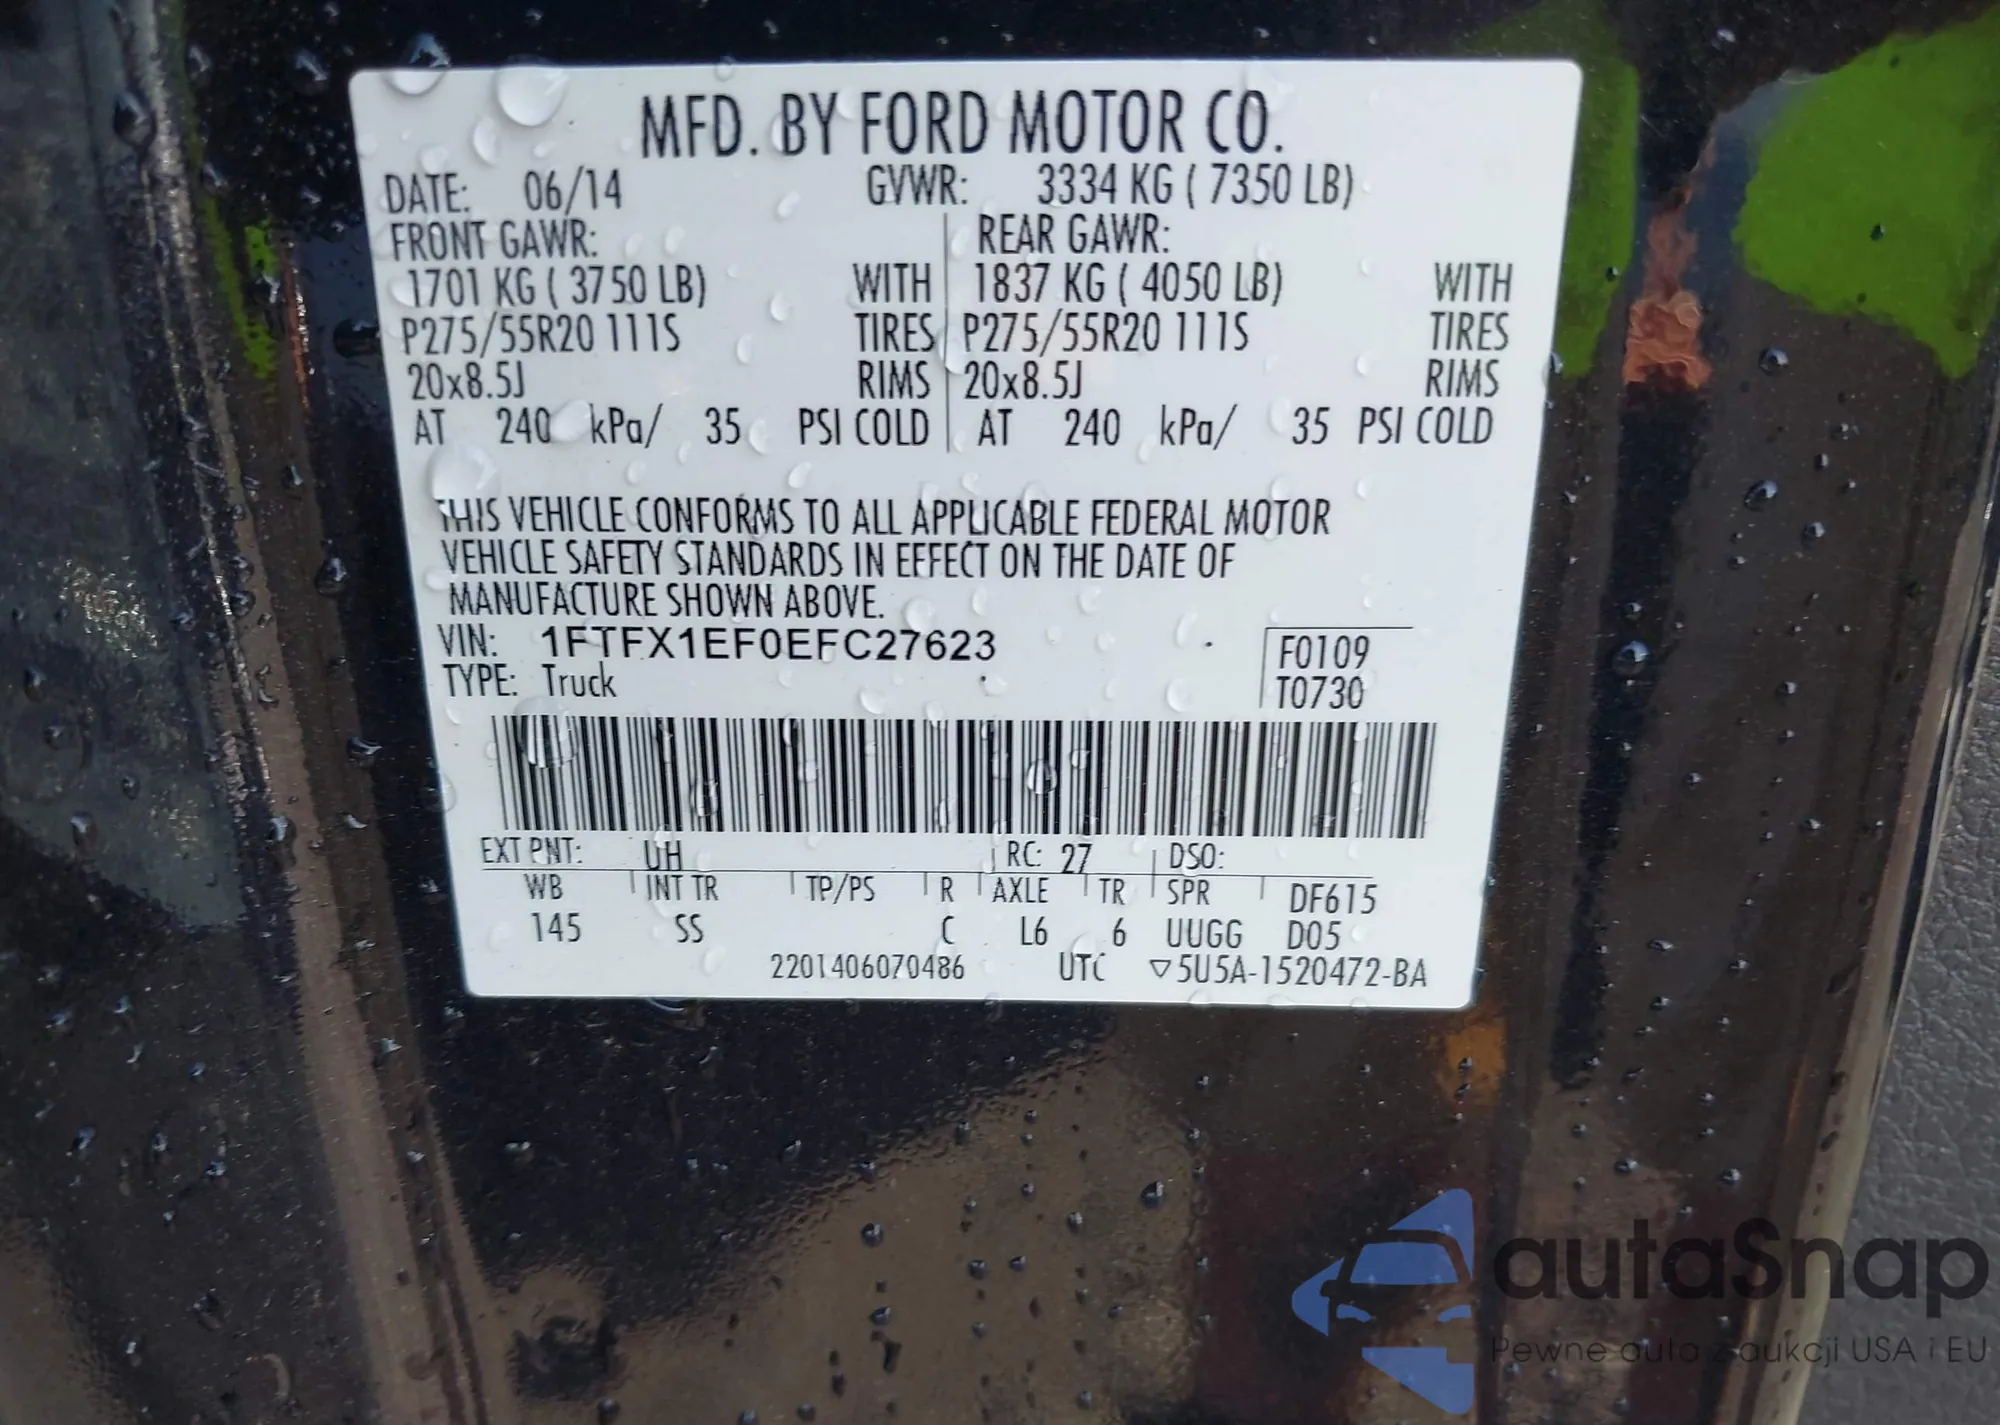 MFD. BY FORD MOTOR CO.
DATE: 06/14 GVWR: 3334 KG ( 7350 LB)
FRONT GAWR: REAR GAWR:
1701 KG ( 3750 LB) WITH 1837 KG ( 4050 LB) WITH
P275/55R20 111S TIRES P275/55R20 111S TIRES
20x8.5J RIMS 20x8.5J RIMS
AT 240 kPa/ 35 PSI COLD AT 240 kPa/ 35 PSI COLD
THIS VEHICLE CONFORMS TO ALL APPLICABLE FEDERAL MOTOR
VEHICLE SAFETY STANDARDS IN EFFECT ON THE DATE OF
MANUFACTURE SHOWN ABOVE.
VIN: 1FTFX1EF0EFC27623 F0109
TYPE: Truck T0730
EXT PNT: UH RC: 27 DSO:
WB INT TR TP/PS R AXLE TR SPR DF615
145 SS C L6 6 UUGG D05
2201406070486 UTC ▽5U5A-1520472-BA
autaSnap
Pewne auta z aukcji USA i EU